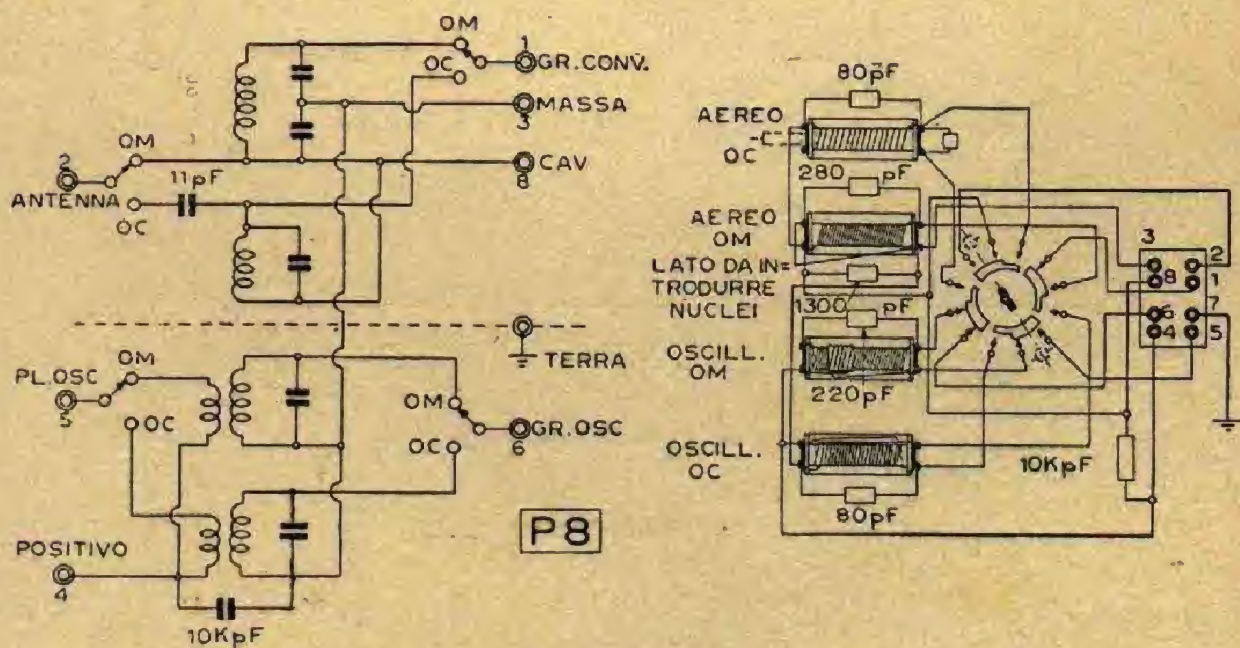 OM
1
OC
GR.CONV.
MASSA
3
OM
2
11pF
CAV
8
ANTENNA
OC
TERRA
PL.OSC
OM
5
OC
OM
GR.OSC
6
OC
POSITIVO
4
10KpF
P8
80pF
AEREO
OC
280 pF
AEREO
OM
LATO DA IN=
TRODURRE
NUCLEI
1300 pF
OSCILL.
OM
220pF
OSCILL.
OC
80pF
10KpF
3
2
8
1
6
7
4
5